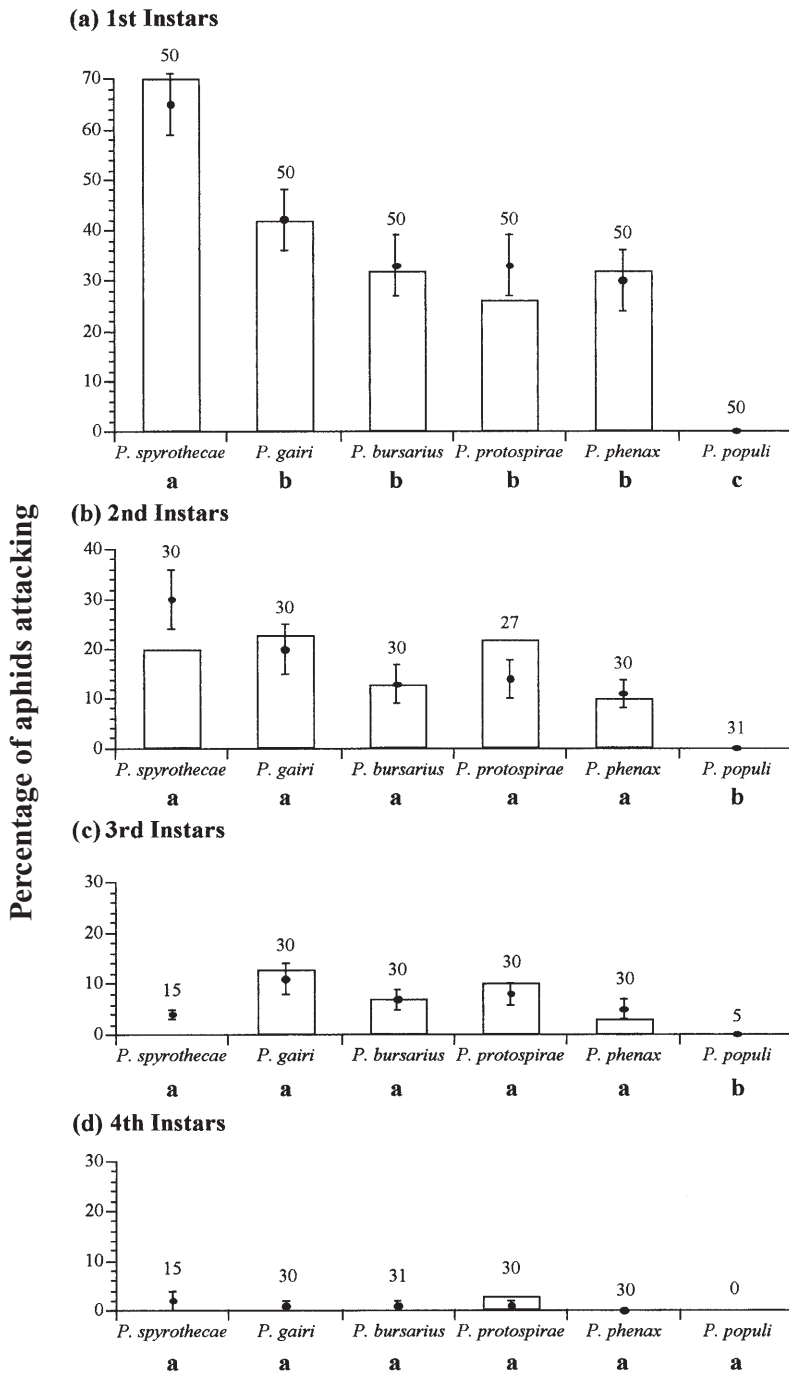 (a) 1st Instars
50
70
60
50
50
50
50
50
40
30
20
10
50
0
P. spyrothecae P. gairi P. bursarius P. protospirae P. phenax P. populi
a b b b b c
Percentage of aphids attacking
(b) 2nd Instars
40
30
30
30
27
30
30
20
10
31
0
P. spyrothecae P. gairi P. bursarius P. protospirae P. phenax P. populi
a a a a a b
(c) 3rd Instars
30
20
30
30
30
30
15
10
5
0
P. spyrothecae P. gairi P. bursarius P. protospirae P. phenax P. populi
a a a a a b
(d) 4th Instars
30
20
10
15 30 31 30 30 0
0
P. spyrothecae P. gairi P. bursarius P. protospirae P. phenax P. populi
a a a a a a